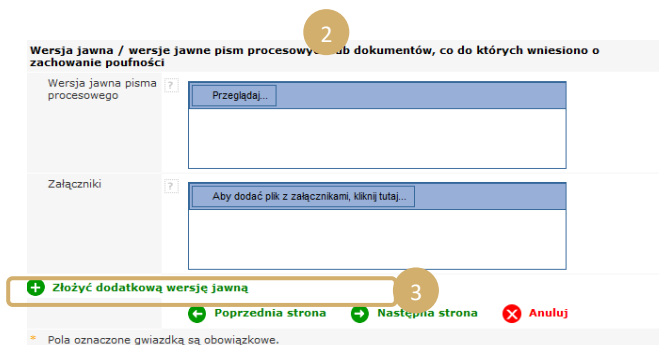 2
Wersja jawna / wersje jawne pism procesowych lub dokumentów, co do których wniesiono o
zachowanie poufności
Wersja jawna pisma ?
procesowego
Przeglądaj...
Załączniki ?
Aby dodać plik z załącznikami, kliknij tutaj...
Złożyć dodatkową wersję jawną
3
Poprzednia strona Następna strona Anuluj
* Pola oznaczone gwiazdką są obowiązkowe.